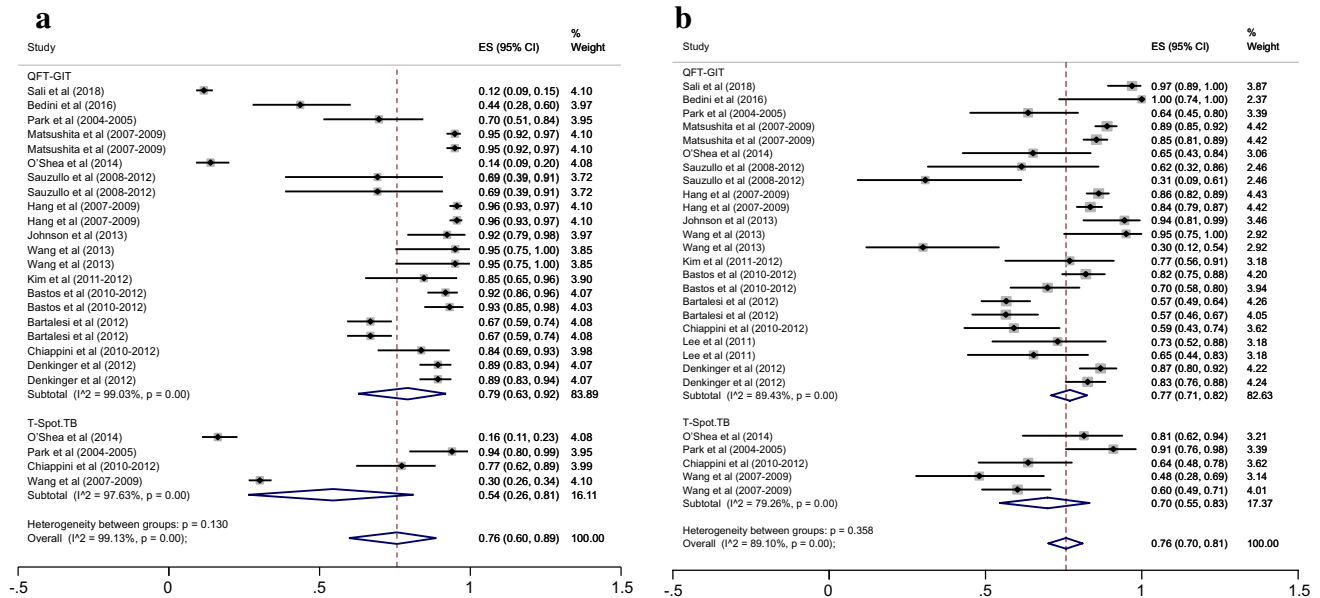 a
%
Study ES (95% CI) Weight
QFT-GIT
Sali et al (2018) 0.12 (0.09, 0.15) 4.10
Bedini et al (2016) 0.44 (0.28, 0.60) 3.97
Park et al (2004-2005) 0.70 (0.51, 0.84) 3.95
Matsushita et al (2007-2009) 0.95 (0.92, 0.97) 4.10
Matsushita et al (2007-2009) 0.95 (0.92, 0.97) 4.10
O'Shea et al (2014) 0.14 (0.09, 0.20) 4.08
Sauzullo et al (2008-2012) 0.69 (0.39, 0.91) 3.72
Sauzullo et al (2008-2012) 0.69 (0.39, 0.91) 3.72
Hang et al (2007-2009) 0.96 (0.93, 0.97) 4.10
Hang et al (2007-2009) 0.96 (0.93, 0.97) 4.10
Johnson et al (2013) 0.92 (0.79, 0.98) 3.97
Wang et al (2013) 0.95 (0.75, 1.00) 3.85
Wang et al (2013) 0.95 (0.75, 1.00) 3.85
Kim et al (2011-2012) 0.85 (0.65, 0.96) 3.90
Bastos et al (2010-2012) 0.92 (0.86, 0.96) 4.07
Bastos et al (2010-2012) 0.93 (0.85, 0.98) 4.03
Bartalesi et al (2012) 0.67 (0.59, 0.74) 4.08
Bartalesi et al (2012) 0.67 (0.59, 0.74) 4.08
Chiappini et al (2010-2012) 0.84 (0.69, 0.93) 3.98
Denkinger et al (2012) 0.89 (0.83, 0.94) 4.07
Denkinger et al (2012) 0.89 (0.83, 0.94) 4.07
Subtotal (I^2 = 99.03%, p = 0.00) 0.79 (0.63, 0.92) 83.89
T-Spot.TB
O'Shea et al (2014) 0.16 (0.11, 0.23) 4.08
Park et al (2004-2005) 0.94 (0.80, 0.99) 3.95
Chiappini et al (2010-2012) 0.77 (0.62, 0.89) 3.99
Wang et al (2007-2009) 0.30 (0.26, 0.34) 4.10
Subtotal (I^2 = 97.63%, p = 0.00) 0.54 (0.26, 0.81) 16.11
Heterogeneity between groups: p = 0.130
Overall (I^2 = 99.13%, p = 0.00); 0.76 (0.60, 0.89) 100.00
-.5 0 .5 1 1.5
b
%
Study ES (95% CI) Weight
QFT-GIT
Sali et al (2018) 0.97 (0.89, 1.00) 3.87
Bedini et al (2016) 1.00 (0.74, 1.00) 2.37
Park et al (2004-2005) 0.64 (0.45, 0.80) 3.39
Matsushita et al (2007-2009) 0.89 (0.85, 0.92) 4.42
Matsushita et al (2007-2009) 0.85 (0.81, 0.89) 4.42
O'Shea et al (2014) 0.65 (0.43, 0.84) 3.06
Sauzullo et al (2008-2012) 0.62 (0.32, 0.86) 2.46
Sauzullo et al (2008-2012) 0.31 (0.09, 0.61) 2.46
Hang et al (2007-2009) 0.86 (0.82, 0.89) 4.43
Hang et al (2007-2009) 0.84 (0.79, 0.87) 4.42
Johnson et al (2013) 0.94 (0.81, 0.99) 3.46
Wang et al (2013) 0.95 (0.75, 1.00) 2.92
Wang et al (2013) 0.30 (0.12, 0.54) 2.92
Kim et al (2011-2012) 0.77 (0.56, 0.91) 3.18
Bastos et al (2010-2012) 0.82 (0.75, 0.88) 4.20
Bastos et al (2010-2012) 0.70 (0.58, 0.80) 3.94
Bartalesi et al (2012) 0.57 (0.49, 0.64) 4.26
Bartalesi et al (2012) 0.57 (0.46, 0.67) 4.05
Chiappini et al (2010-2012) 0.59 (0.43, 0.74) 3.62
Lee et al (2011) 0.73 (0.52, 0.88) 3.18
Lee et al (2011) 0.65 (0.44, 0.83) 3.18
Denkinger et al (2012) 0.87 (0.80, 0.92) 4.22
Denkinger et al (2012) 0.83 (0.76, 0.88) 4.24
Subtotal (I^2 = 89.43%, p = 0.00) 0.77 (0.71, 0.82) 82.63
T-Spot.TB
O'Shea et al (2014) 0.81 (0.62, 0.94) 3.21
Park et al (2004-2005) 0.91 (0.76, 0.98) 3.39
Chiappini et al (2010-2012) 0.64 (0.48, 0.78) 3.62
Wang et al (2007-2009) 0.48 (0.28, 0.69) 3.14
Wang et al (2007-2009) 0.60 (0.49, 0.71) 4.01
Subtotal (I^2 = 79.26%, p = 0.00) 0.70 (0.55, 0.83) 17.37
Heterogeneity between groups: p = 0.358
Overall (I^2 = 89.10%, p = 0.00); 0.76 (0.70, 0.81) 100.00
-.5 0 .5 1 1.5